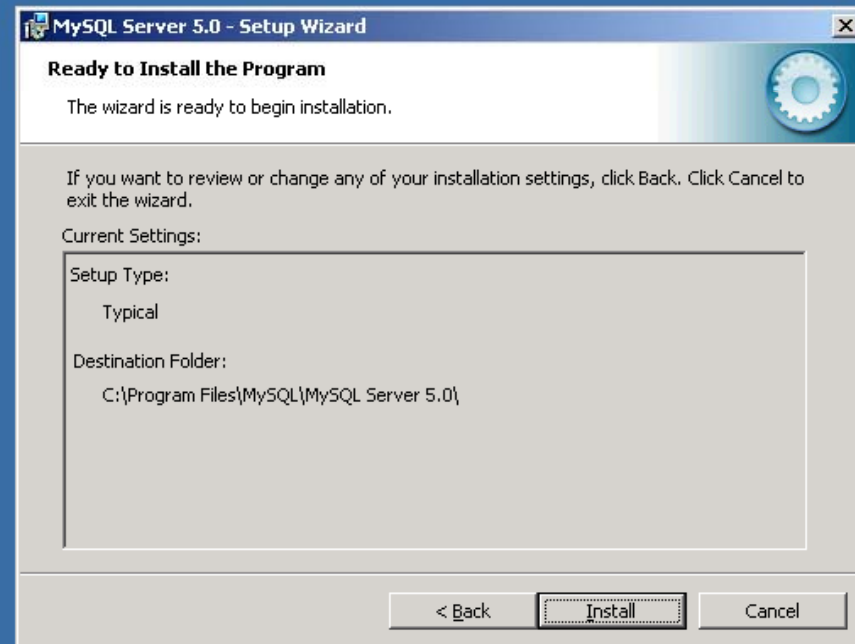 MySQL Server 5.0 - Setup Wizard
Ready to Install the Program
The wizard is ready to begin installation.
If you want to review or change any of your installation settings, click Back. Click Cancel to
exit the wizard.
Current Settings:
Setup Type:
Typical
Destination Folder:
C:\Program Files\MySQL\MySQL Server 5.0\
< Back
Install
Cancel